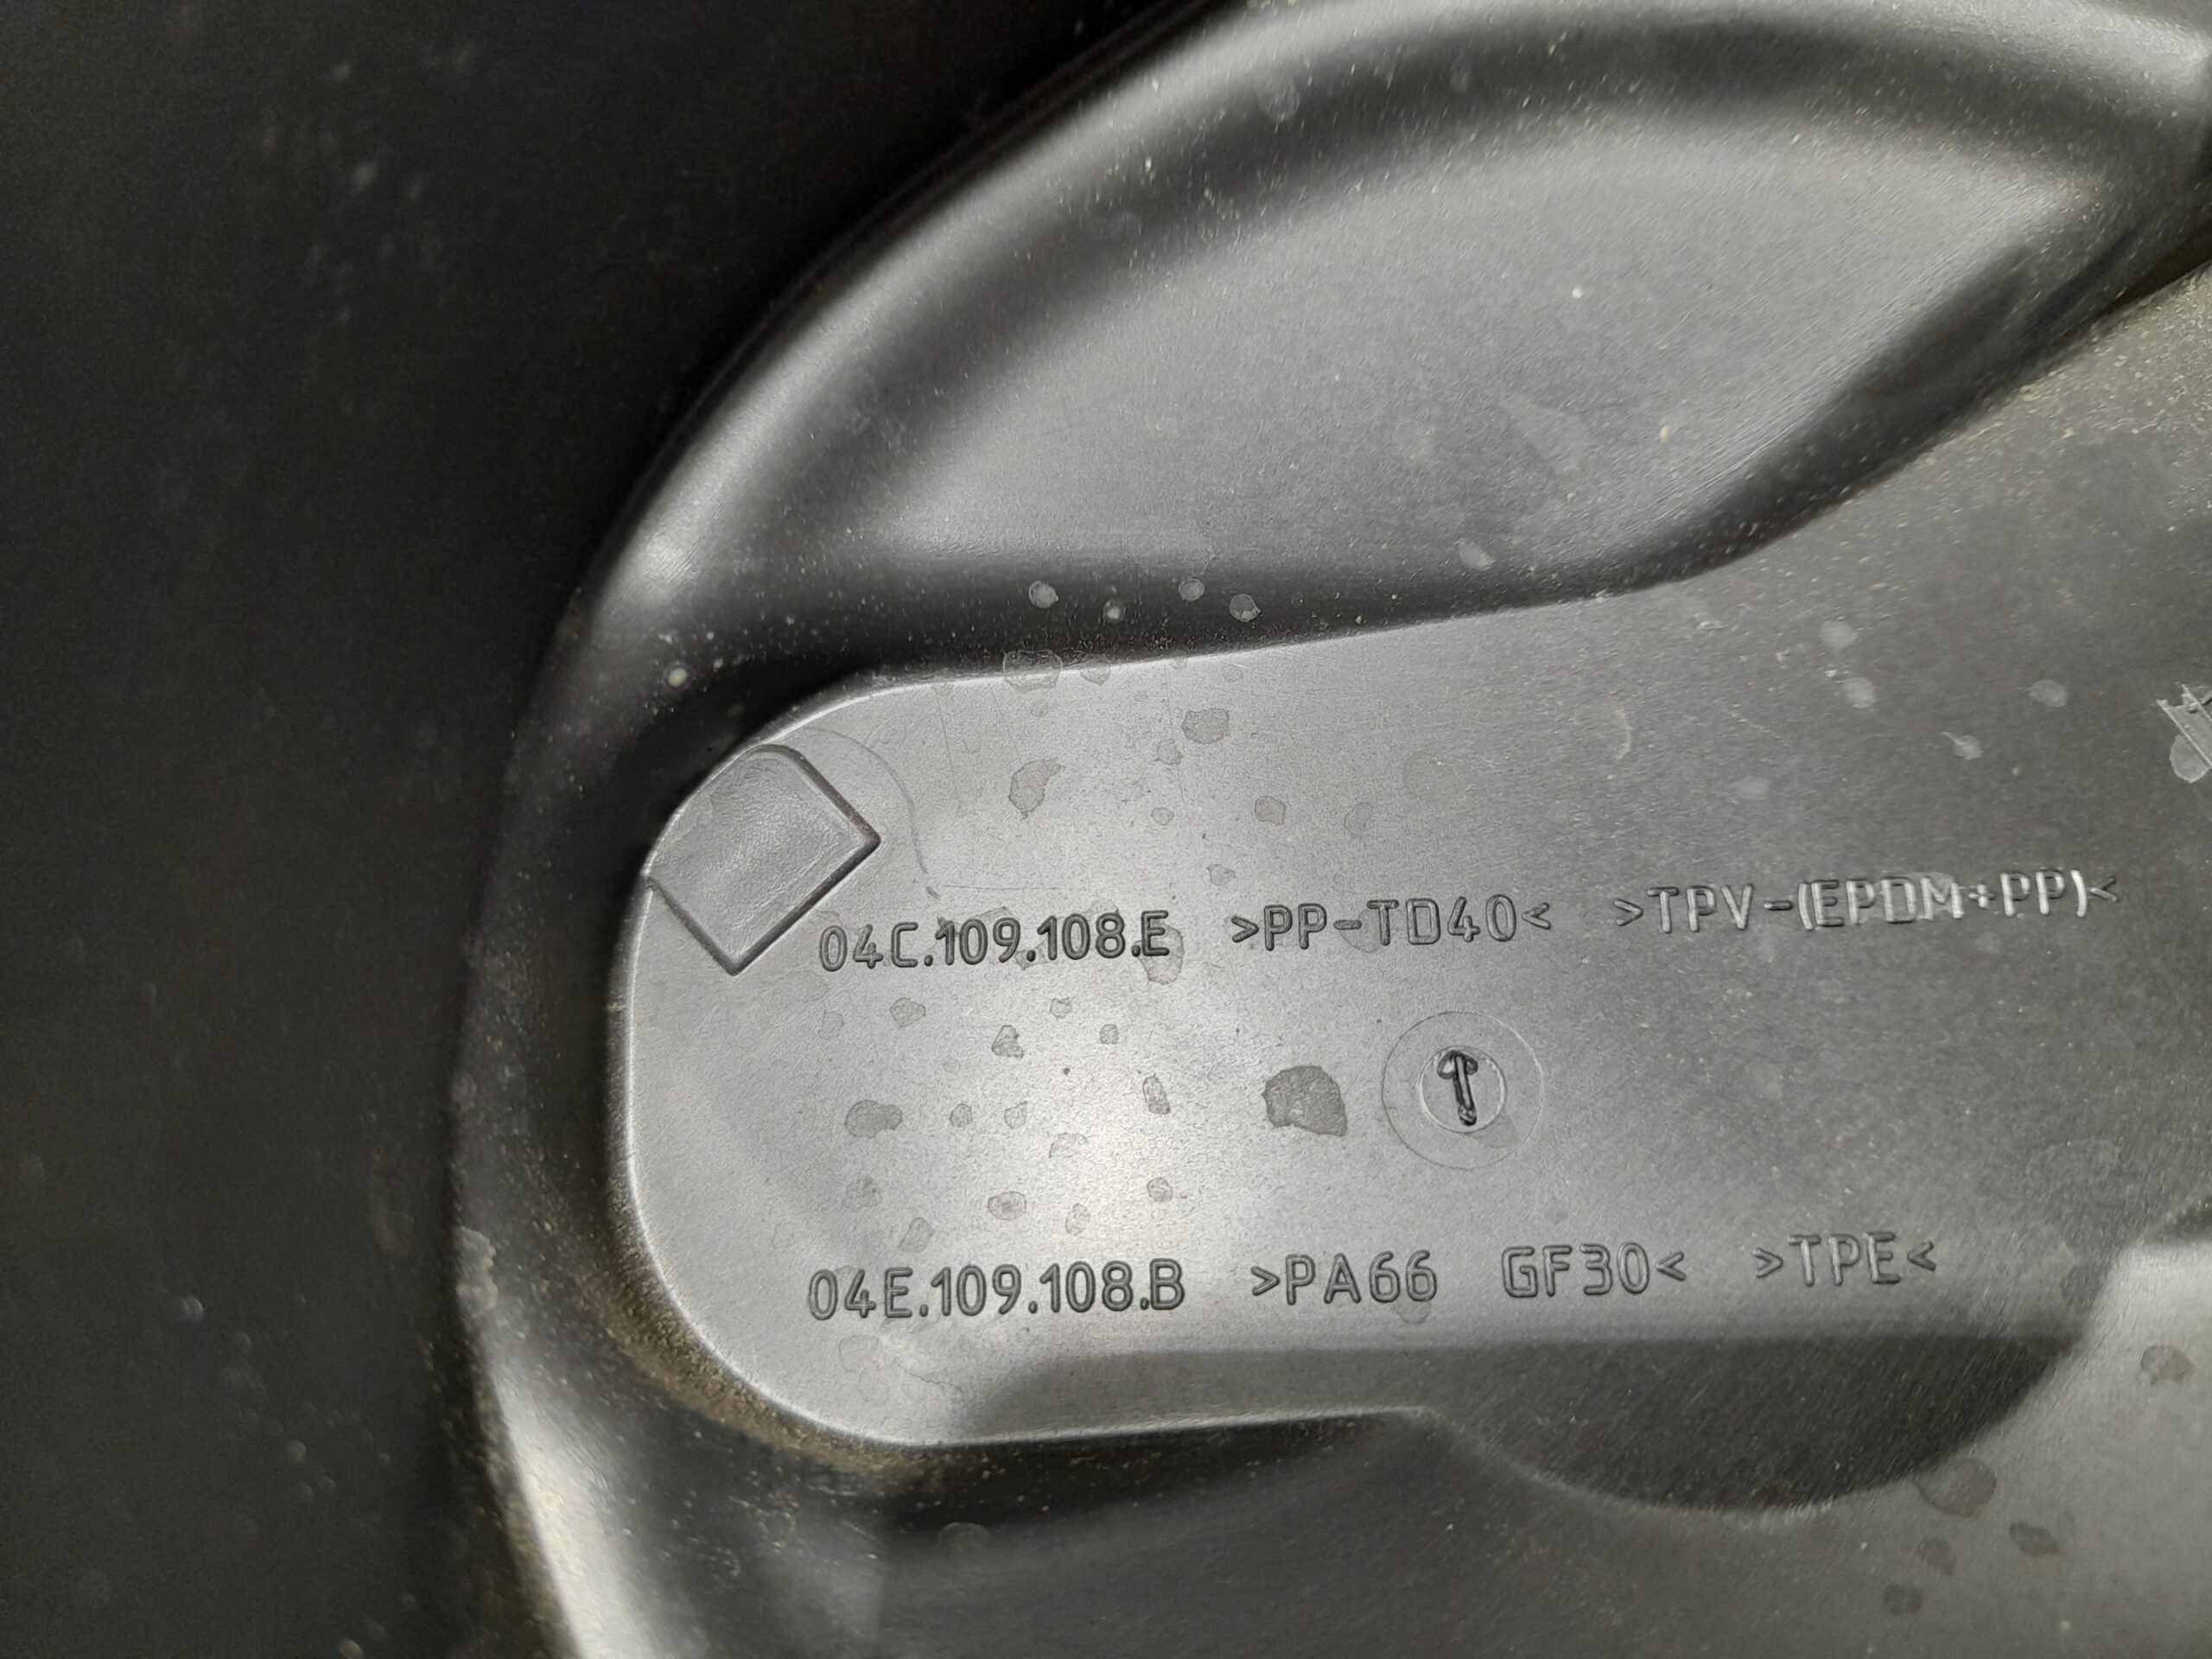 04C.109.108.E >PP-TD40< >TPV-(EPDM+PP)<
04E.109.108.B >PA66 GF30< >TPE<